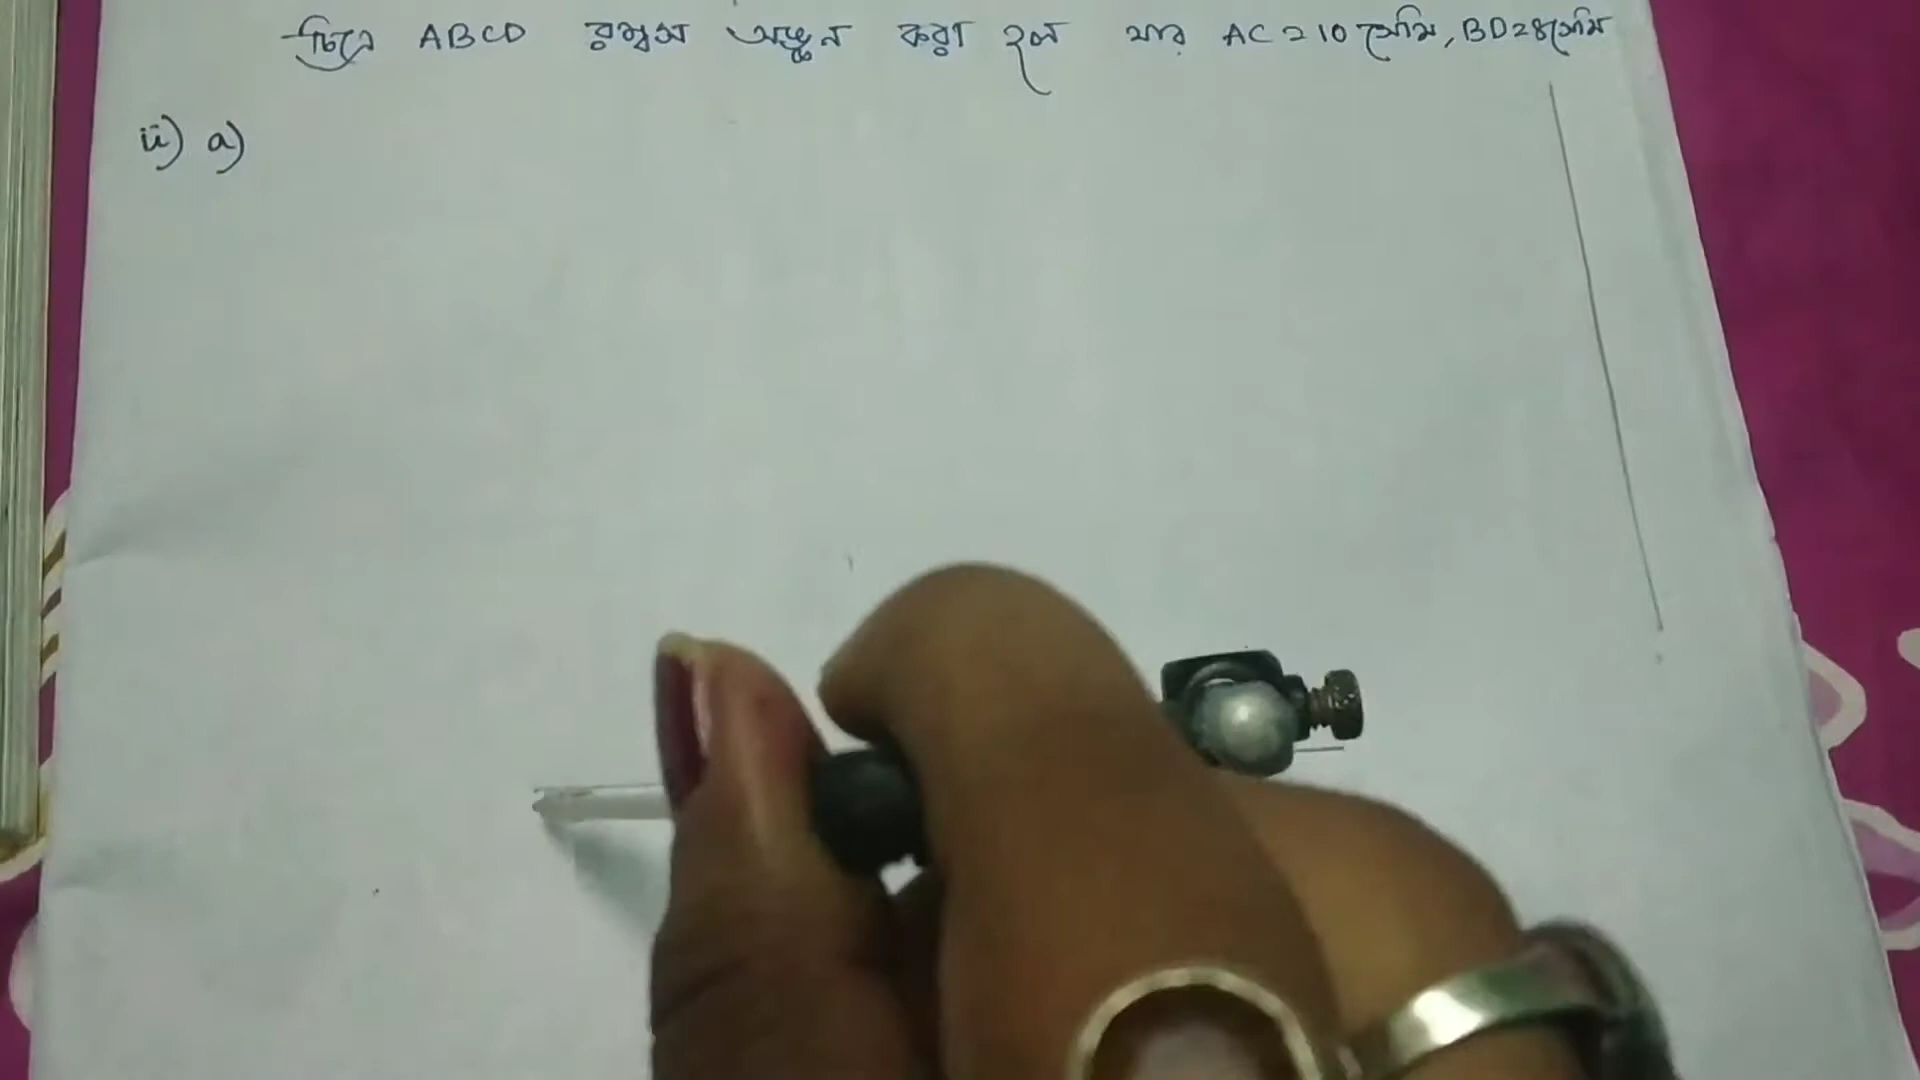 চিত্রে ABCD রম্বস অঙ্কন করা হল যার AC = 10 সেমি, BD = 8 সেমি
ii) a)